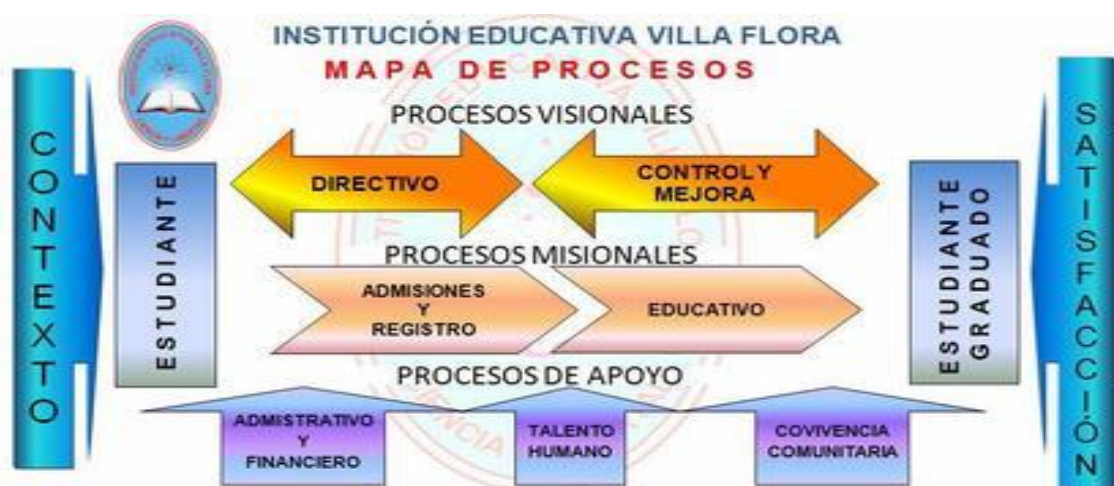 INSTITUCIÓN EDUCATIVA VILLA FLORA
MAPA DE PROCESOS
PROCESOS VISIONALES
CONTEXTO
ESTUDIANTE
DIRECTIVO
CONTROL Y
MEJORA
ESTUDIANTE
GRADUADO
SATISFACCIÓN
PROCESOS MISIONALES
ADMISIONES
Y
REGISTRO
EDUCATIVO
PROCESOS DE APOYO
ADMISTRATIVO
Y
FINANCIERO
TALENTO
HUMANO
COVIVENCIA
COMUNITARIA